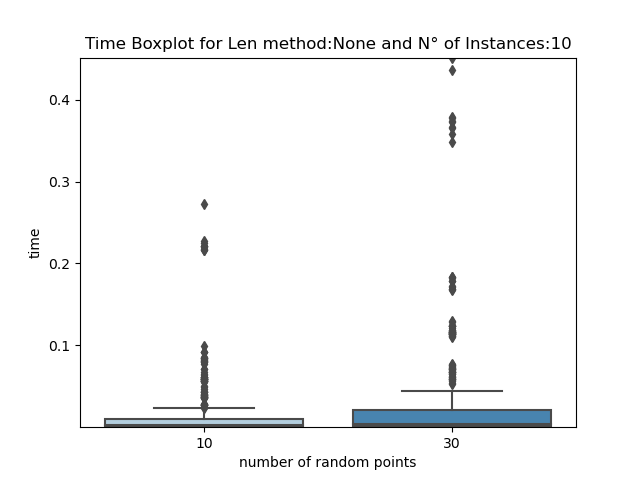 Time Boxplot for Len method:None and N° of Instances:10
0.4
0.3
0.2
0.1
time
10 30
number of random points